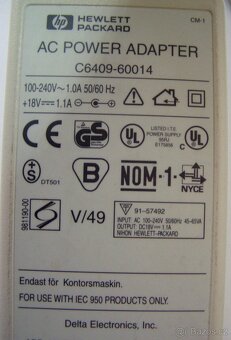 hp HEWLETT PACKARD
CM-1
AC POWER ADAPTER
C6409-60014
100-240V~ 1.0A 50/60 Hz
+18V⎓ 1.1A
CE
GS
UL
LISTED I.T.E.
POWER SUPPLY
UL
+S
DT501
B
NOM-1
NYCE
981190-00
V/49
91-57492
INPUT: AC 100-240V 50/60Hz 45-65VA
OUTPUT: DC18V 1.1A
NIHON HEWLETT-PACKARD
Endast för Kontorsmaskin.
FOR USE WITH IEC 950 PRODUCTS ONLY.
Delta Electronics, Inc.